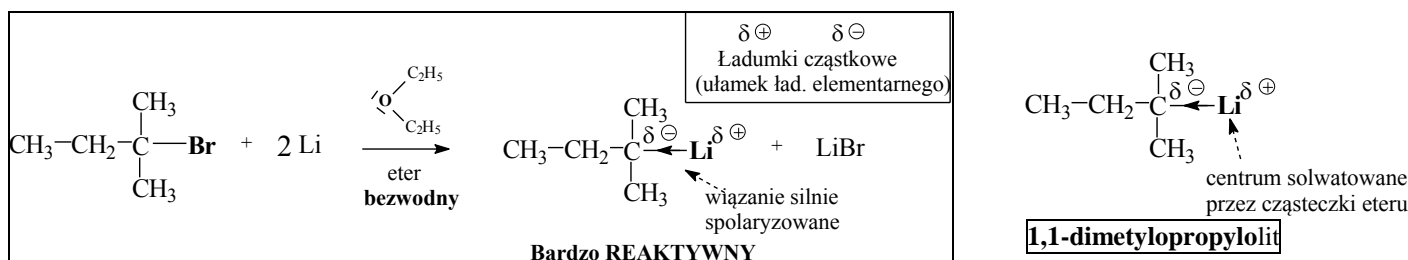 δ ⊕ δ ⊖
Ładumki cząstkowe
(ułamek ład. elementarnego)
CH₃–CH₂–C–Br
CH₃
CH₃
+ 2 Li
O
C₂H₅
C₂H₅
eter
bezwodny
CH₃–CH₂–C
CH₃
CH₃
δ ⊖
Li δ ⊕
+ LiBr
wiązanie silnie
spolaryzowane
Bardzo REAKTYWNY
CH₃
CH₃–CH₂–C
δ ⊖
Li δ ⊕
CH₃
centrum solwatowane
przez cząsteczki eteru
1,1-dimetylopropylolit